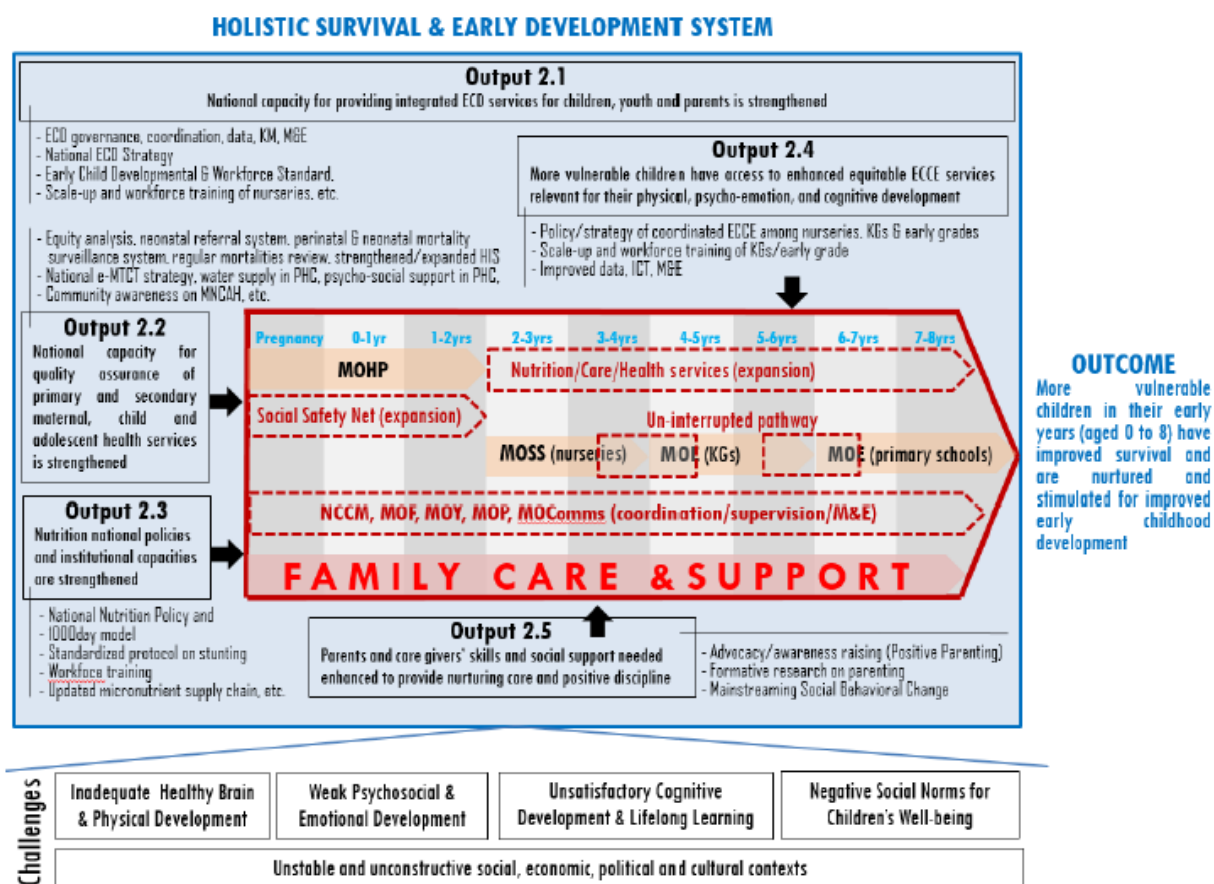 HOLISTIC SURVIVAL & EARLY DEVELOPMENT SYSTEM
Output 2.1
National capacity for providing integrated ECD services for children, youth and parents is strengthened
- ECD governance, coordination, data, KM, M&E
- National ECD Strategy
- Early Child Developmental & Workforce Standard.
- Scale-up and workforce training of nurseries, etc.
Output 2.4
More vulnerable children have access to enhanced equitable ECCE services
relevant for their physical, psycho-emotion, and cognitive development
- Policy/strategy of coordinated ECCE among nurseries, KGs & early grades
- Scale-up and workforce training of KGs/early grade
- Improved data, ICT, M&E
- Equity analysis, neonatal referral system, perinatal & neonatal mortality
surveillance system, regular mortalities review, strengthened/expanded HIS
- National e-MTCT strategy, water supply in PHC, psycho-social support in PHC,
- Community awareness on MNCAH, etc.
Output 2.2
National capacity for
quality assurance of
primary and secondary
maternal, child and
adolescent health services
is strengthened
Output 2.3
Nutrition national policies
and institutional capacities
are strengthened
- National Nutrition Policy and
- 1000day model
- Standardized protocol on stunting
- Workfoce training
- Updated micronutrient supply chain, etc.
Pregnancy 0-1yr 1-2yrs 2-3yrs 3-4yrs 4-5yrs 5-6yrs 6-7yrs 7-8yrs
MOHP
Nutrition/Care/Health services (expansion)
Social Safety Net (expansion)
Un-interrupted pathway
MOSS (nurseries) MOE (KGs) MOE (primary schools)
NCCM, MOF, MOY, MOP, MOComms (coordination/supervision/M&E)
FAMILY CARE & SUPPORT
Output 2.5
Parents and care givers' skills and social support needed
enhanced to provide nurturing care and positive discipline
- Advocacy/awareness raising (Positive Parenting)
- Formative research on parenting
- Mainstreaming Social Behavioral Change
OUTCOME
More vulnerable
children in their early
years (aged 0 to 8) have
improved survival and
are nurtured and
stimulated for improved
early childhood
development
Challenges
Inadequate Healthy Brain
& Physical Development
Weak Psychosocial &
Emotional Development
Unsatisfactory Cognitive
Development & Lifelong Learning
Negative Social Norms for
Children's Well-being
Unstable and unconstructive social, economic, political and cultural contexts